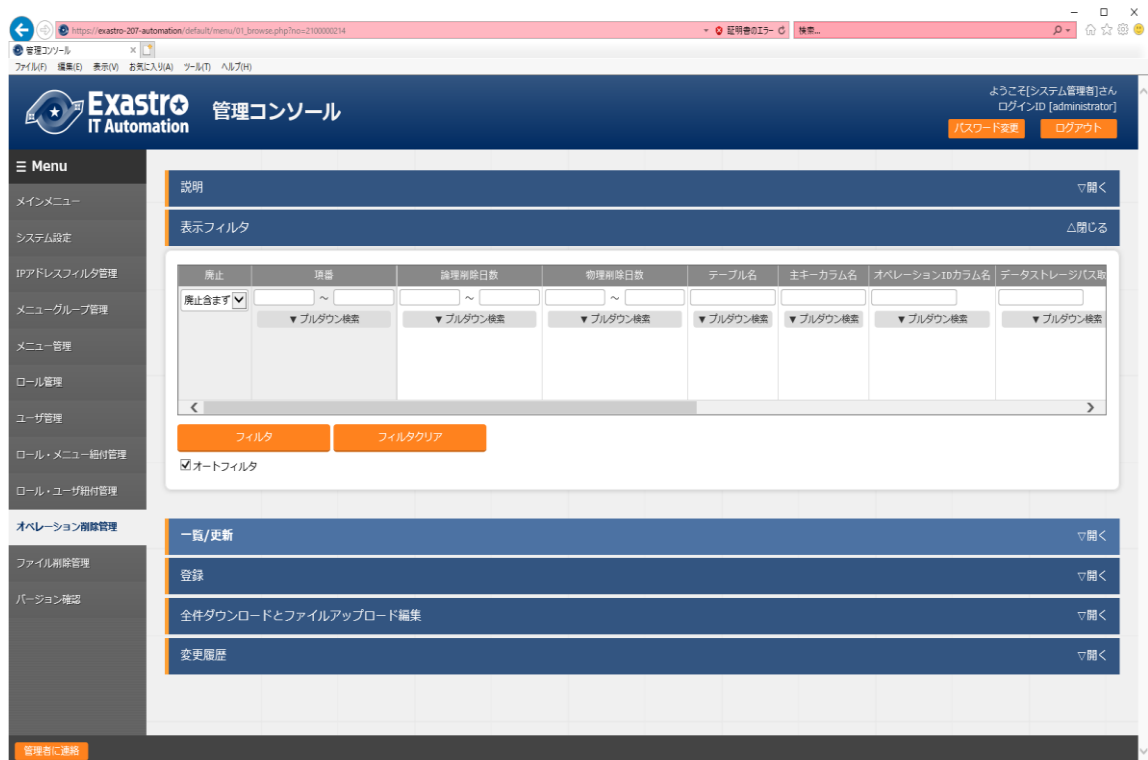 https://exastro-207-automation/default/menu/01_browse.php?no=2100000214
証明書のエラー
検索...
管理コンソール
ファイル(F) 編集(E) 表示(V) お気に入り(A) ツール(T) ヘルプ(H)
Exastro
IT Automation
管理コンソール
ようこそ[システム管理者]さん
ログインID [administrator]
パスワード変更 ログアウト
Menu
メインメニュー
システム設定
IPアドレスフィルタ管理
メニューグループ管理
メニュー管理
ロール管理
ユーザ管理
ロール・メニュー紐付管理
ロール・ユーザ紐付管理
オペレーション削除管理
ファイル削除管理
バージョン確認
説明 ▽開く
表示フィルタ △閉じる
廃止 項番 論理削除日数 物理削除日数 テーブル名 主キーカラム名 オペレーションIDカラム名 データストレージパス取
廃止含まず ~ ~ ~
▼プルダウン検索 ▼プルダウン検索 ▼プルダウン検索 ▼プルダウン検索 ▼プルダウン検索 ▼プルダウン検索 ▼プルダウン検索
フィルタ フィルタクリア
オートフィルタ
一覧/更新 ▽開く
登録 ▽開く
全件ダウンロードとファイルアップロード編集 ▽開く
変更履歴 ▽開く
管理者に連絡